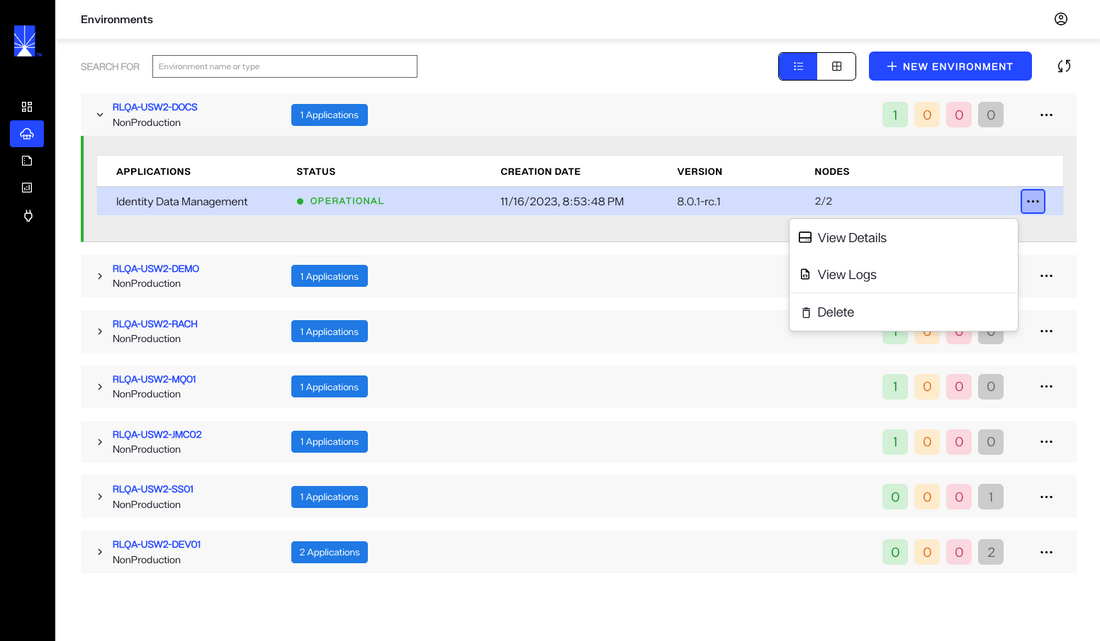 Environments
SEARCH FOR
Environment name or type
NEW ENVIRONMENT
RLQA-USW2-DOCS
NonProduction
1 Applications
1 0 0 0
APPLICATIONS STATUS CREATION DATE VERSION NODES
Identity Data Management OPERATIONAL 11/16/2023, 8:53:48 PM 8.0.1-rc.1 2/2
View Details
View Logs
Delete
RLQA-USW2-DEMO
NonProduction
1 Applications
RLQA-USW2-RACH
NonProduction
1 Applications
1 0 0 0
RLQA-USW2-MQ01
NonProduction
1 Applications
1 0 0 0
RLQA-USW2-JMC02
NonProduction
1 Applications
1 0 0 0
RLQA-USW2-SS01
NonProduction
1 Applications
0 0 0 1
RLQA-USW2-DEV01
NonProduction
2 Applications
0 0 0 2